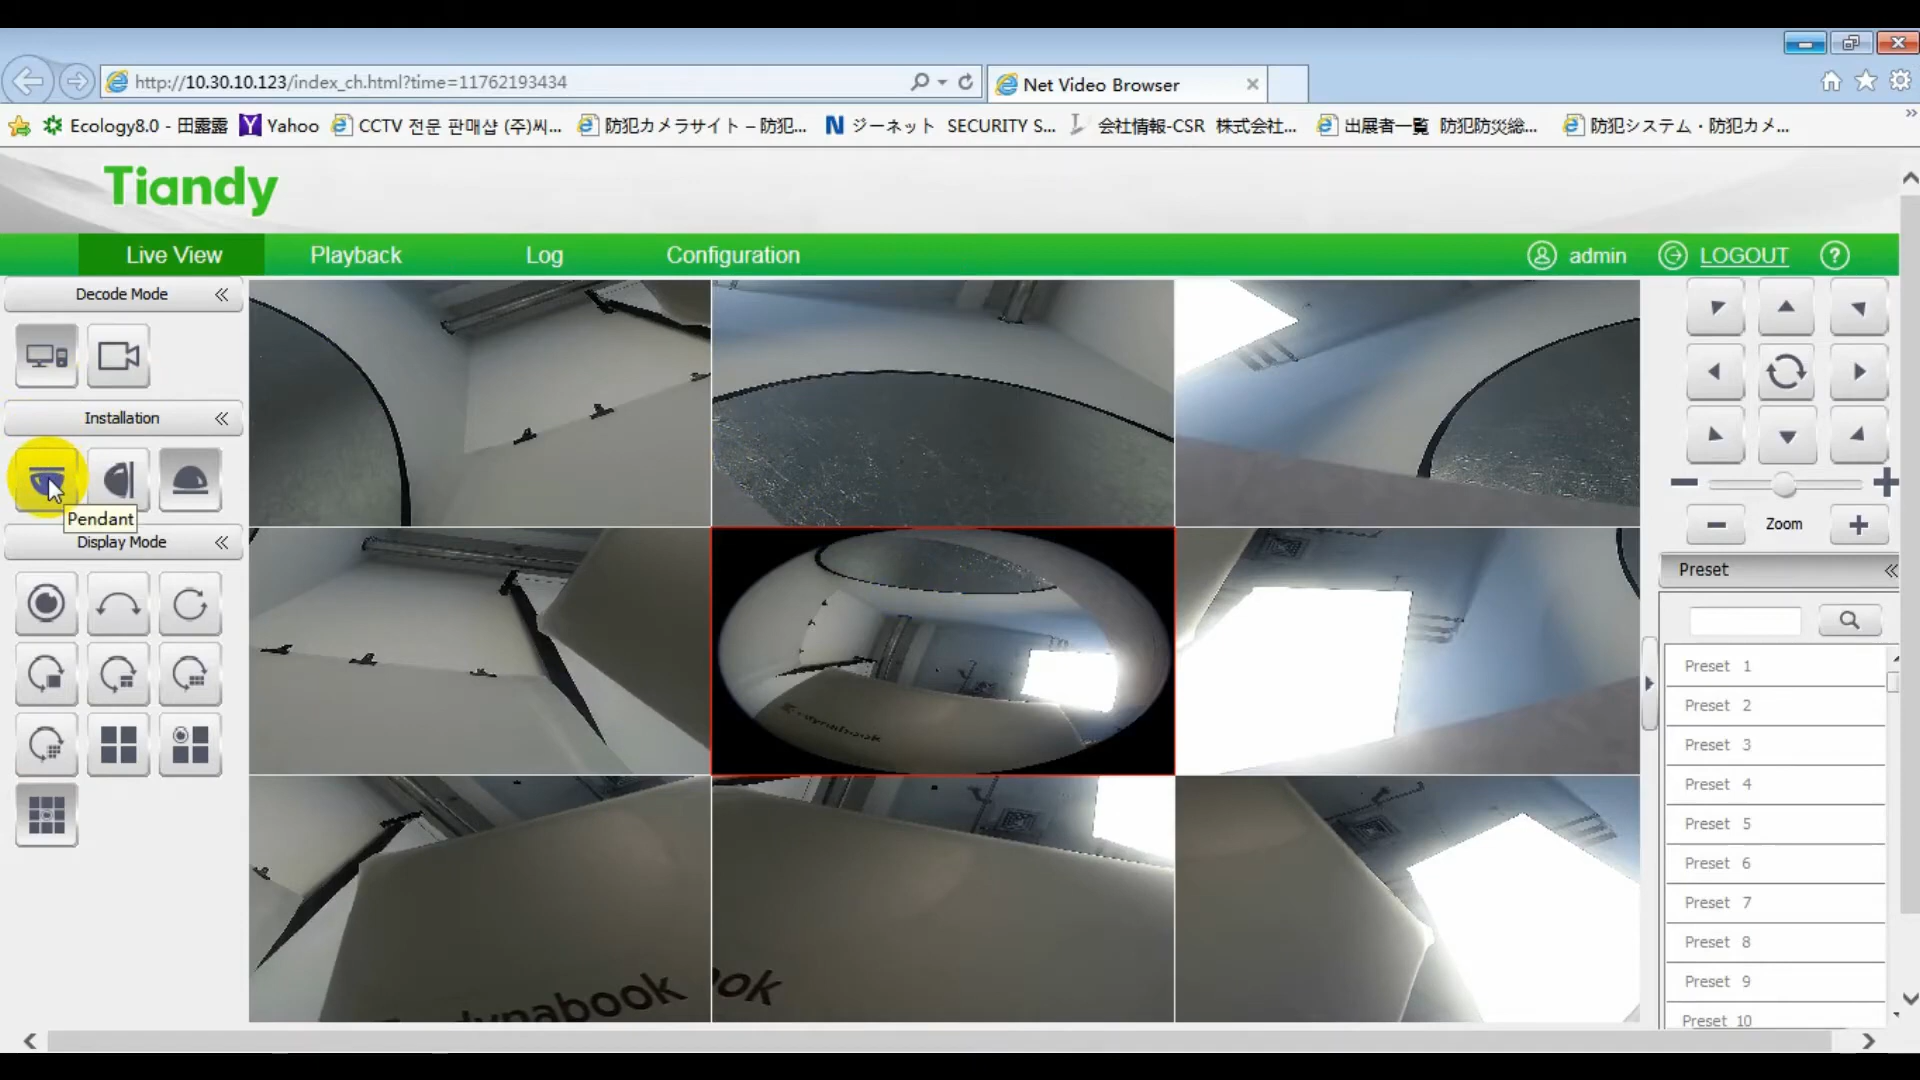 http://10.30.10.123/index_ch.html?time=11762193434
Net Video Browser
Ecology8.0 - 田露露
Yahoo
CCTV 전문 판매샵 (주)씨...
防犯カメラサイト – 防犯...
ジーネット SECURITY S...
会社情報-CSR 株式会社...
出展者一覧 防犯防災総...
防犯システム・防犯カメ...
Tiandy
Live View
Playback
Log
Configuration
admin
LOGOUT
Decode Mode
Installation
Pendant
Display Mode
Zoom
Preset
Preset 1
Preset 2
Preset 3
Preset 4
Preset 5
Preset 6
Preset 7
Preset 8
Preset 9
Preset 10
dynabook
dynabook
ook